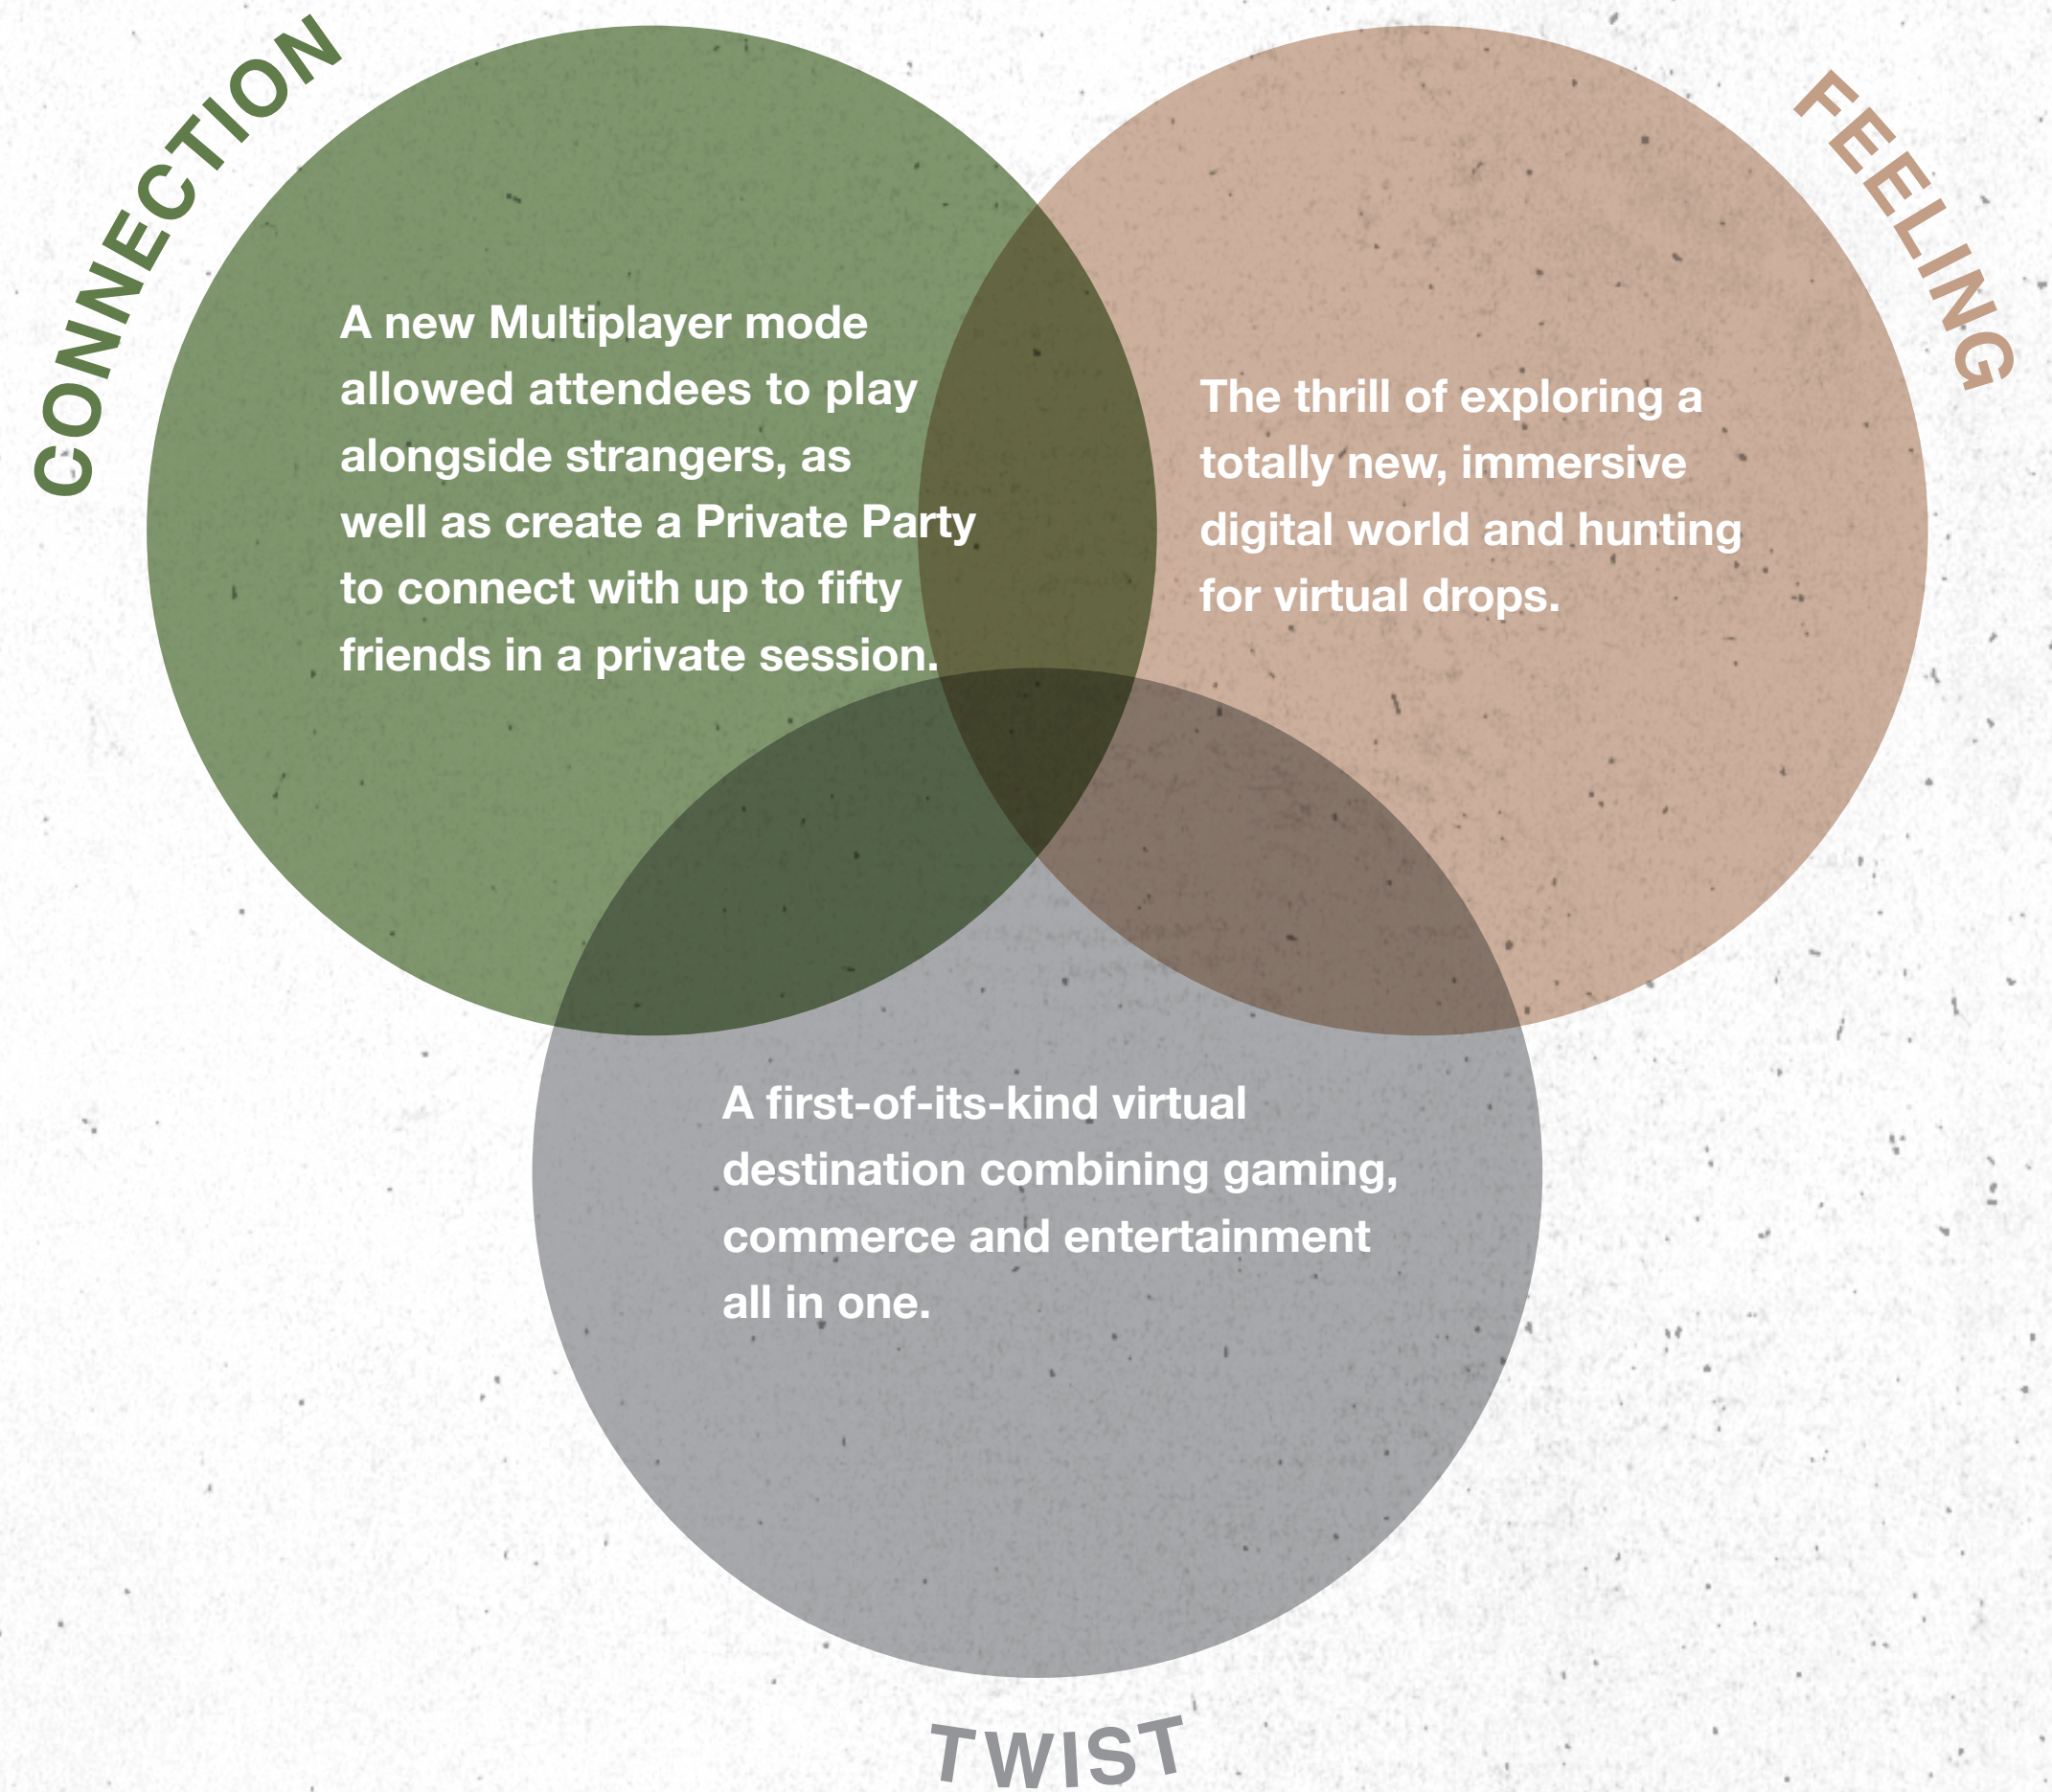 CONNECTION
A new Multiplayer mode
allowed attendees to play
alongside strangers, as
well as create a Private Party
to connect with up to fifty
friends in a private session.
FEELING
The thrill of exploring a
totally new, immersive
digital world and hunting
for virtual drops.
A first-of-its-kind virtual
destination combining gaming,
commerce and entertainment
all in one.
TWIST